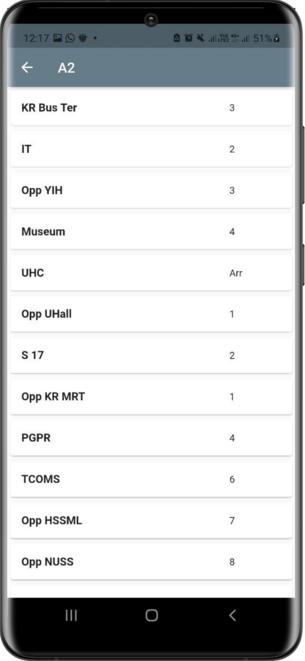 12:17 51%
A2
KR Bus Ter 3
IT 2
Opp YIH 3
Museum 4
UHC Arr
Opp UHall 1
S 17 2
Opp KR MRT 1
PGPR 4
TCOMS 6
Opp HSSML 7
Opp NUSS 8